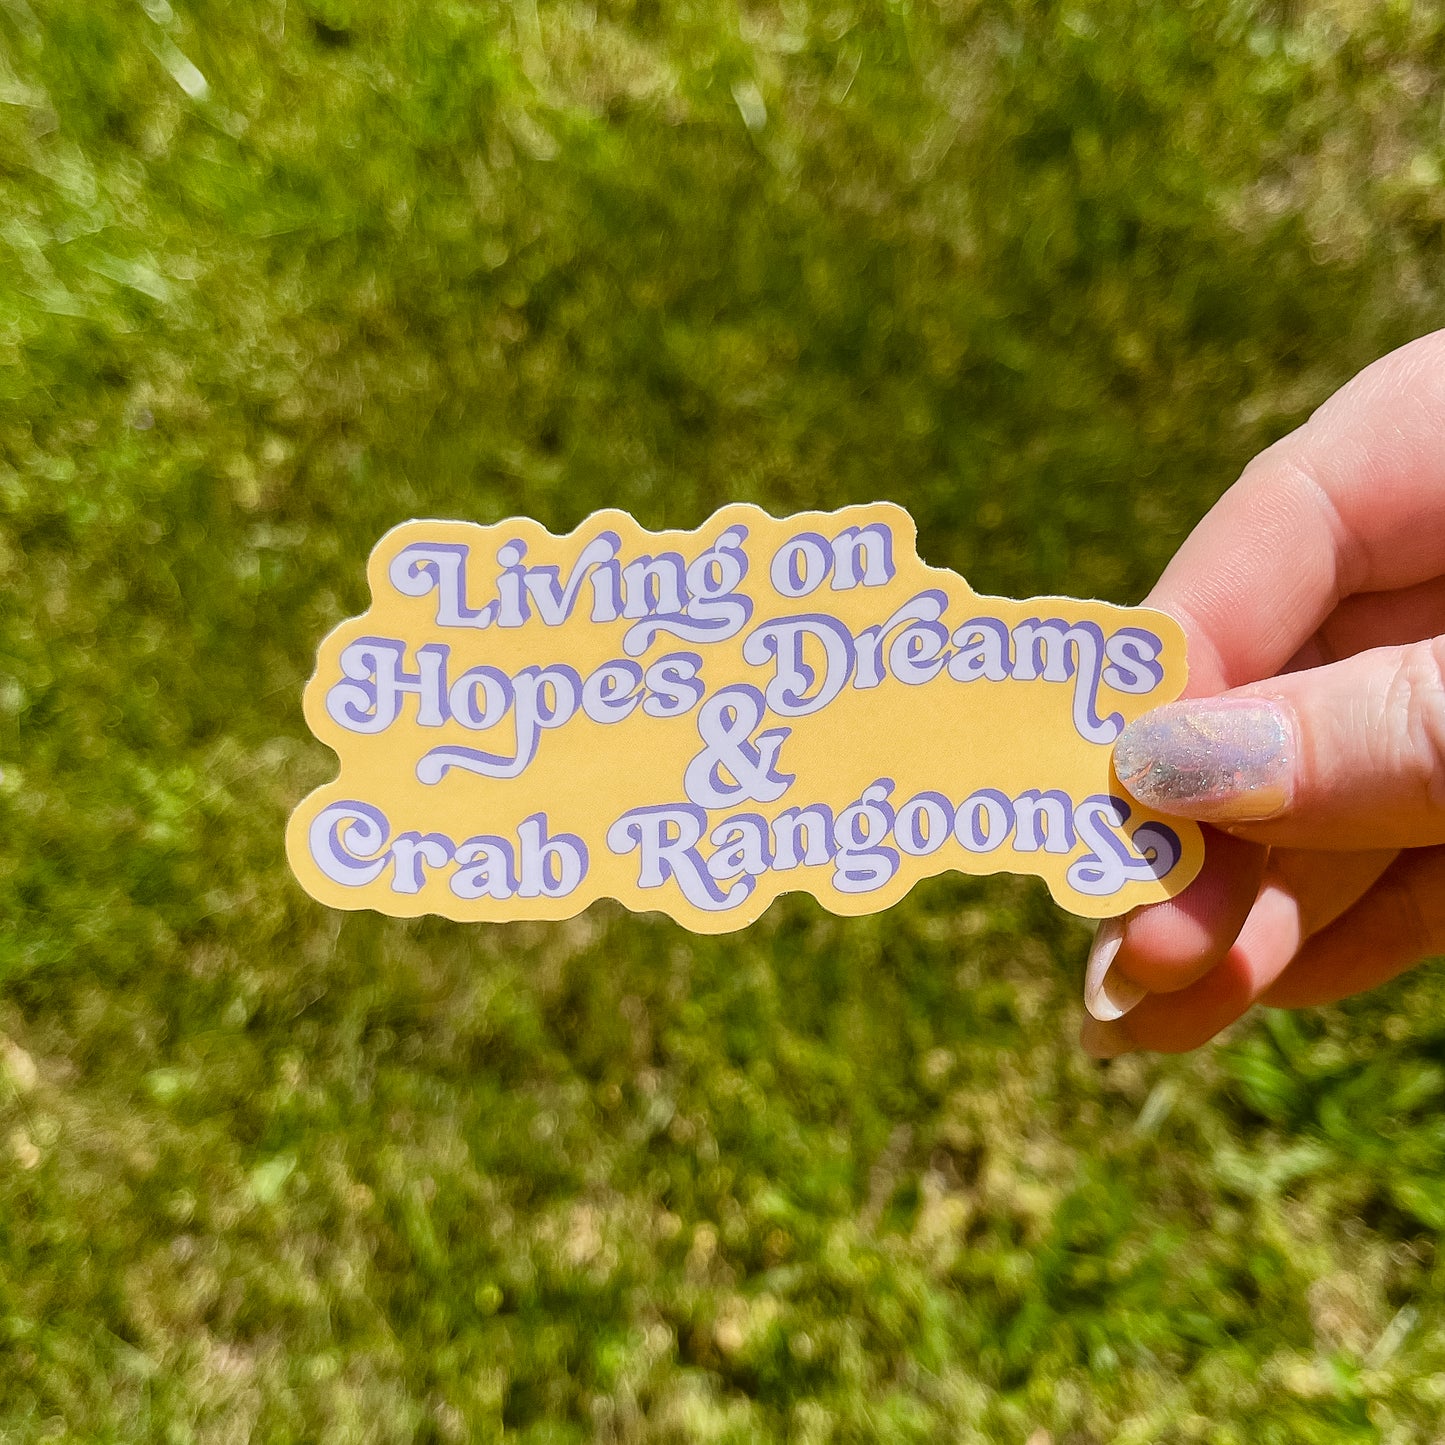 Living on
Hopes Dreams
&
Crab Rangoons